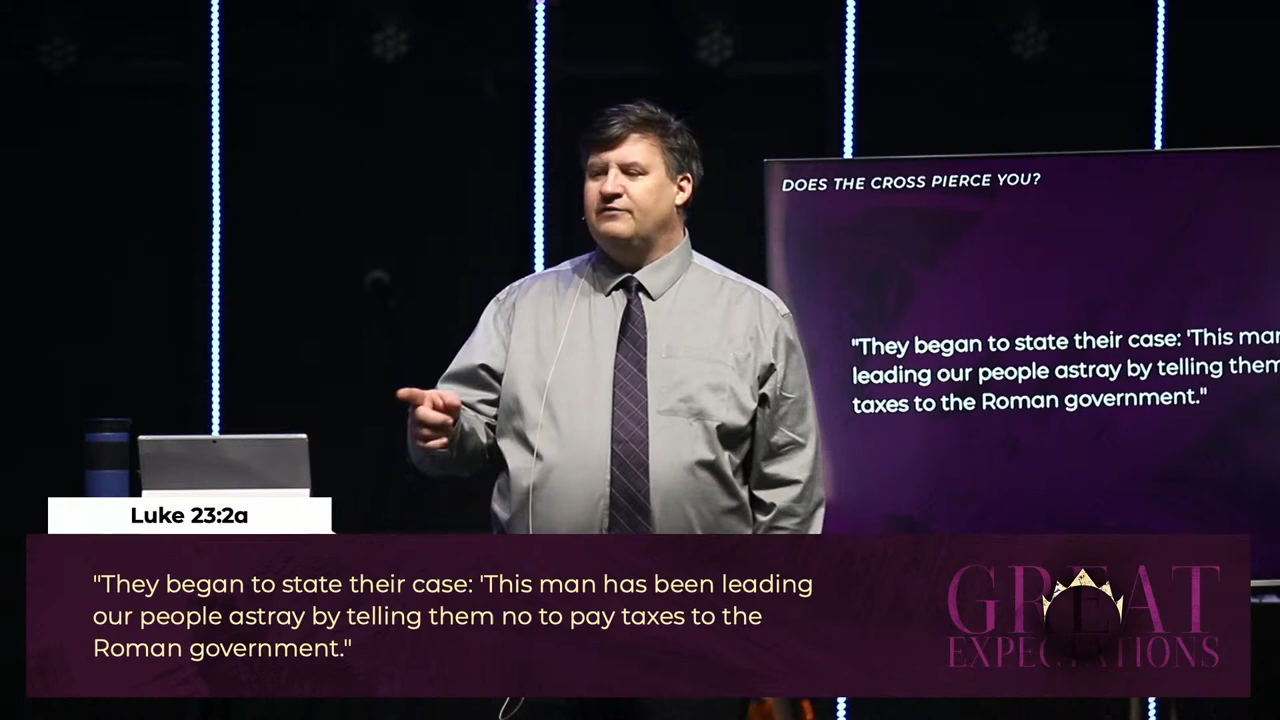 DOES THE CROSS PIERCE YOU?
"They began to state their case: 'This man
leading our people astray by telling them
taxes to the Roman government."
Luke 23:2a
"They began to state their case: 'This man has been leading
our people astray by telling them no to pay taxes to the
Roman government."
GREAT
EXPECTATIONS